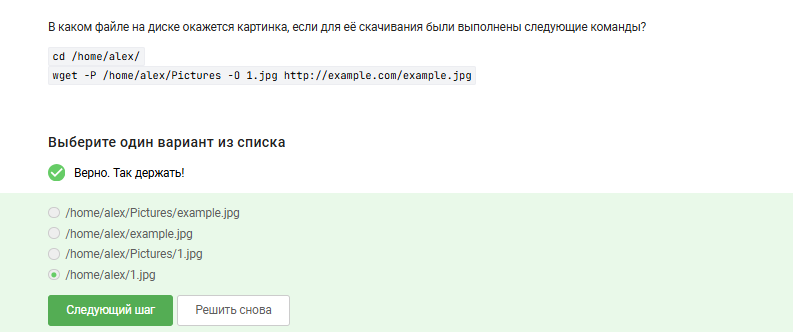 В каком файле на диске окажется картинка, если для её скачивания были выполнены следующие команды?
cd /home/alex/
wget -P /home/alex/Pictures -O 1.jpg http://example.com/example.jpg
Выберите один вариант из списка
Верно. Так держать!
/home/alex/Pictures/example.jpg
/home/alex/example.jpg
/home/alex/Pictures/1.jpg
/home/alex/1.jpg
Следующий шаг Решить снова